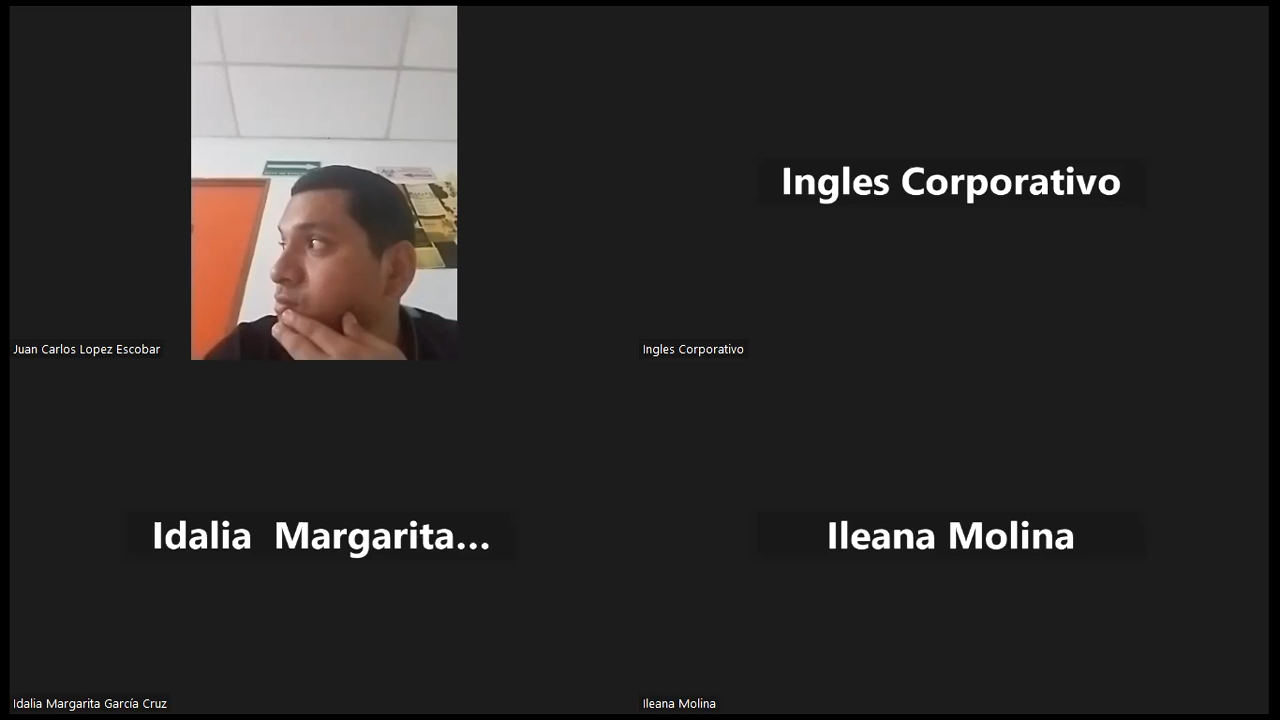 Juan Carlos Lopez Escobar
Ingles Corporativo
Ingles Corporativo
Idalia Margarita...
Idalia Margarita García Cruz
Ileana Molina
Ileana Molina